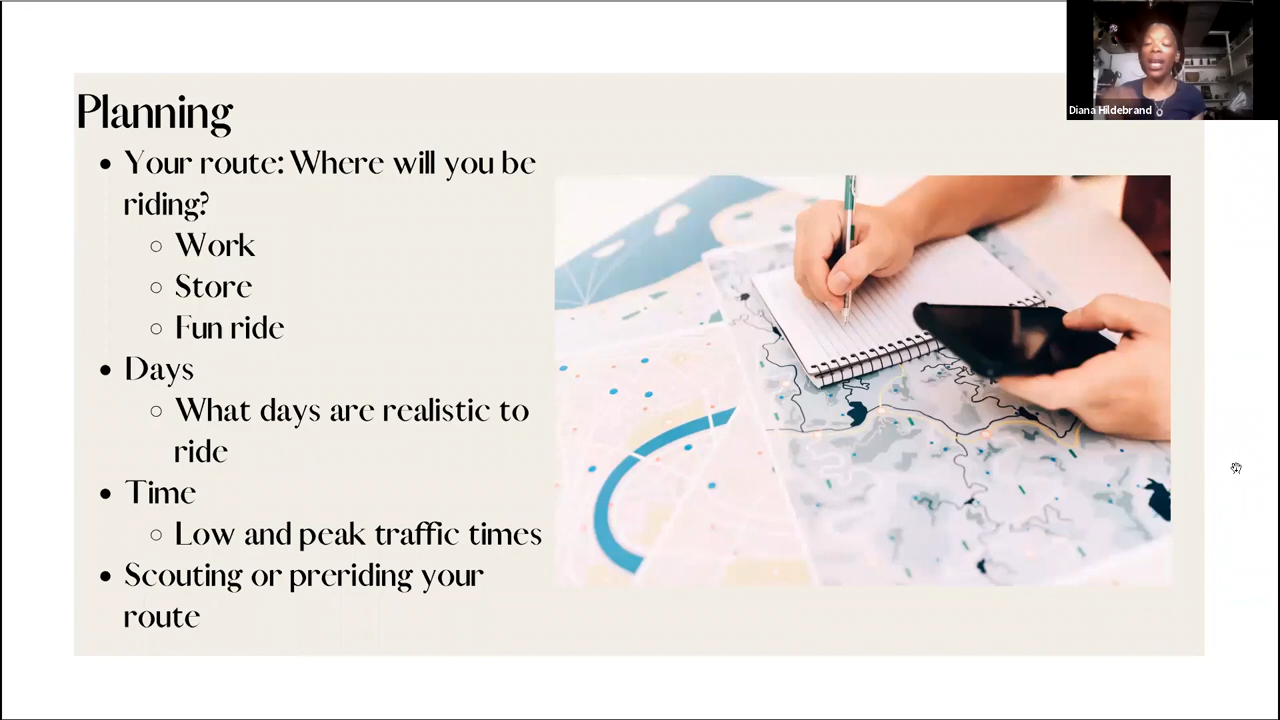 Planning
• Your route: Where will you be
riding?
○ Work
○ Store
○ Fun ride
• Days
○ What days are realistic to
ride
• Time
○ Low and peak traffic times
• Scouting or preriding your
route
Diana Hildebrand